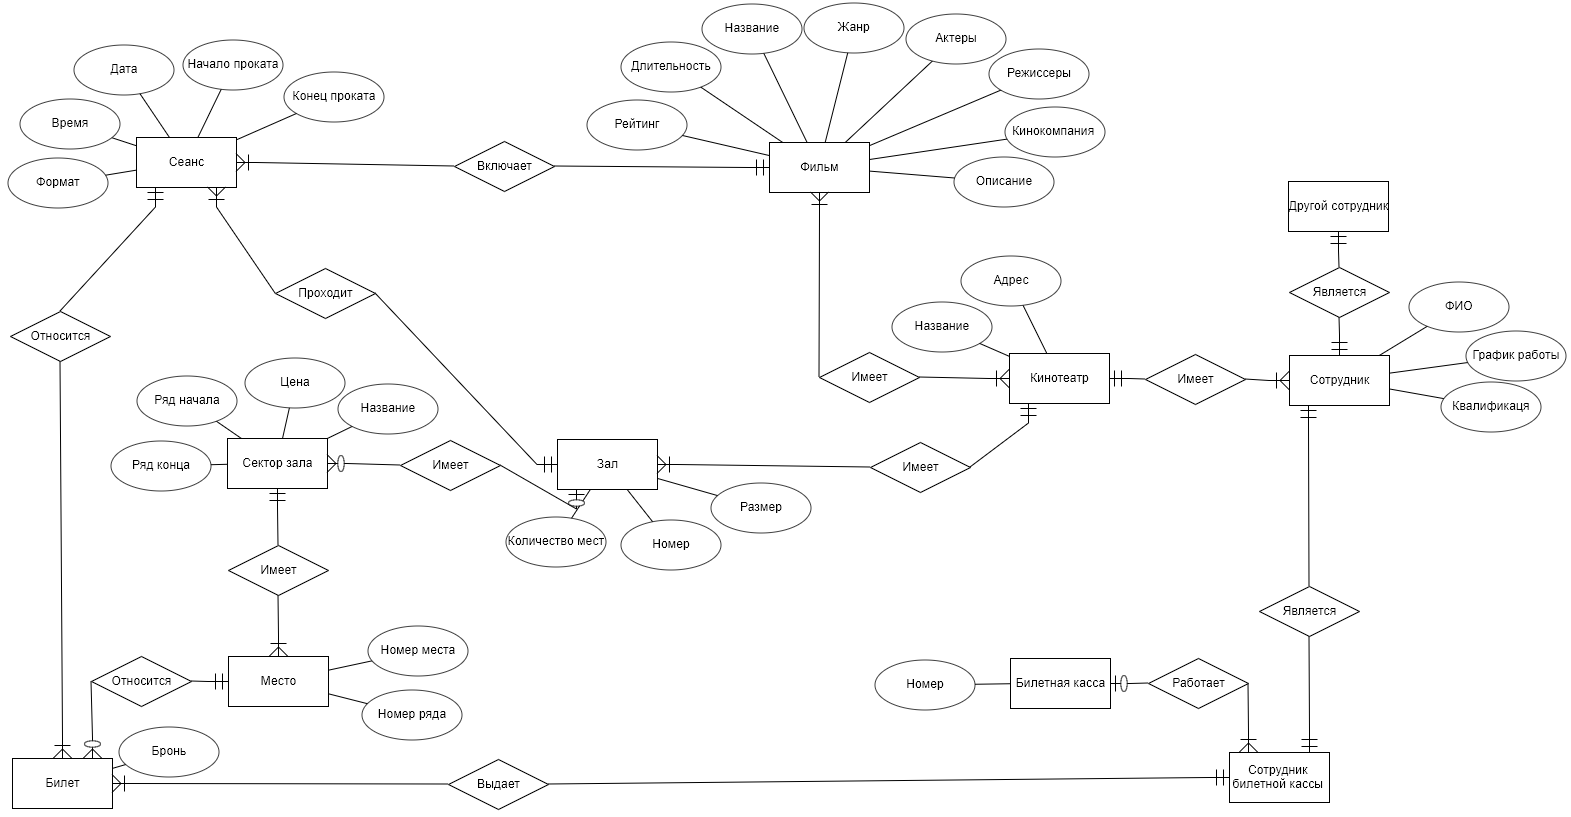 Название
Жанр
Актеры
Дата
Начало проката
Длительность
Режиссеры
Конец проката
Время
Рейтинг
Кинокомпания
Сеанс
Включает
Фильм
Формат
Описание
Другой сотрудник
Адрес
Проходит
Является
ФИО
Название
Относится
График работы
Имеет
Кинотеатр
Имеет
Сотрудник
Цена
Ряд начала
Название
Квалификаця
Ряд конца
Сектор зала
Имеет
Зал
Имеет
Размер
Количество мест
Номер
Имеет
Является
Номер места
Относится
Место
Номер
Билетная касса
Работает
Номер ряда
Бронь
Билет
Выдает
Сотрудник
билетной кассы